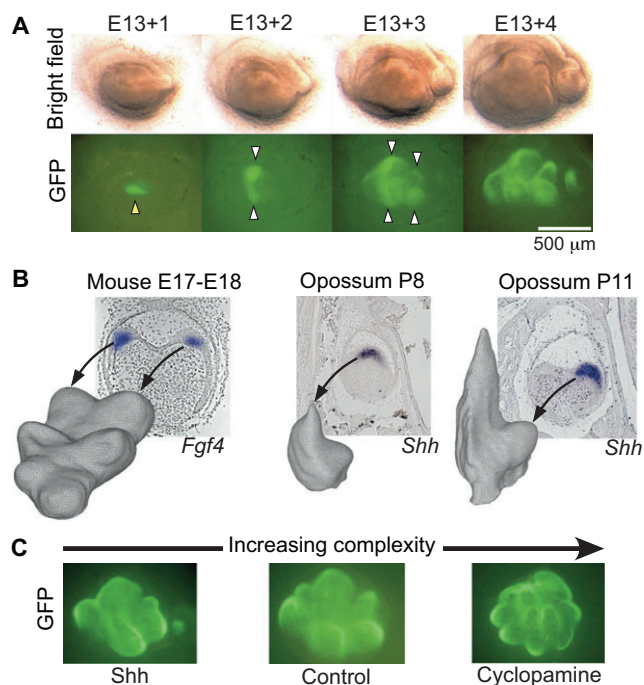 A
E13+1 E13+2 E13+3 E13+4
Bright field
GFP
500 μm
B
Mouse E17-E18 Opossum P8 Opossum P11
Fgf4 Shh Shh
C
Increasing complexity
GFP
Shh Control Cyclopamine